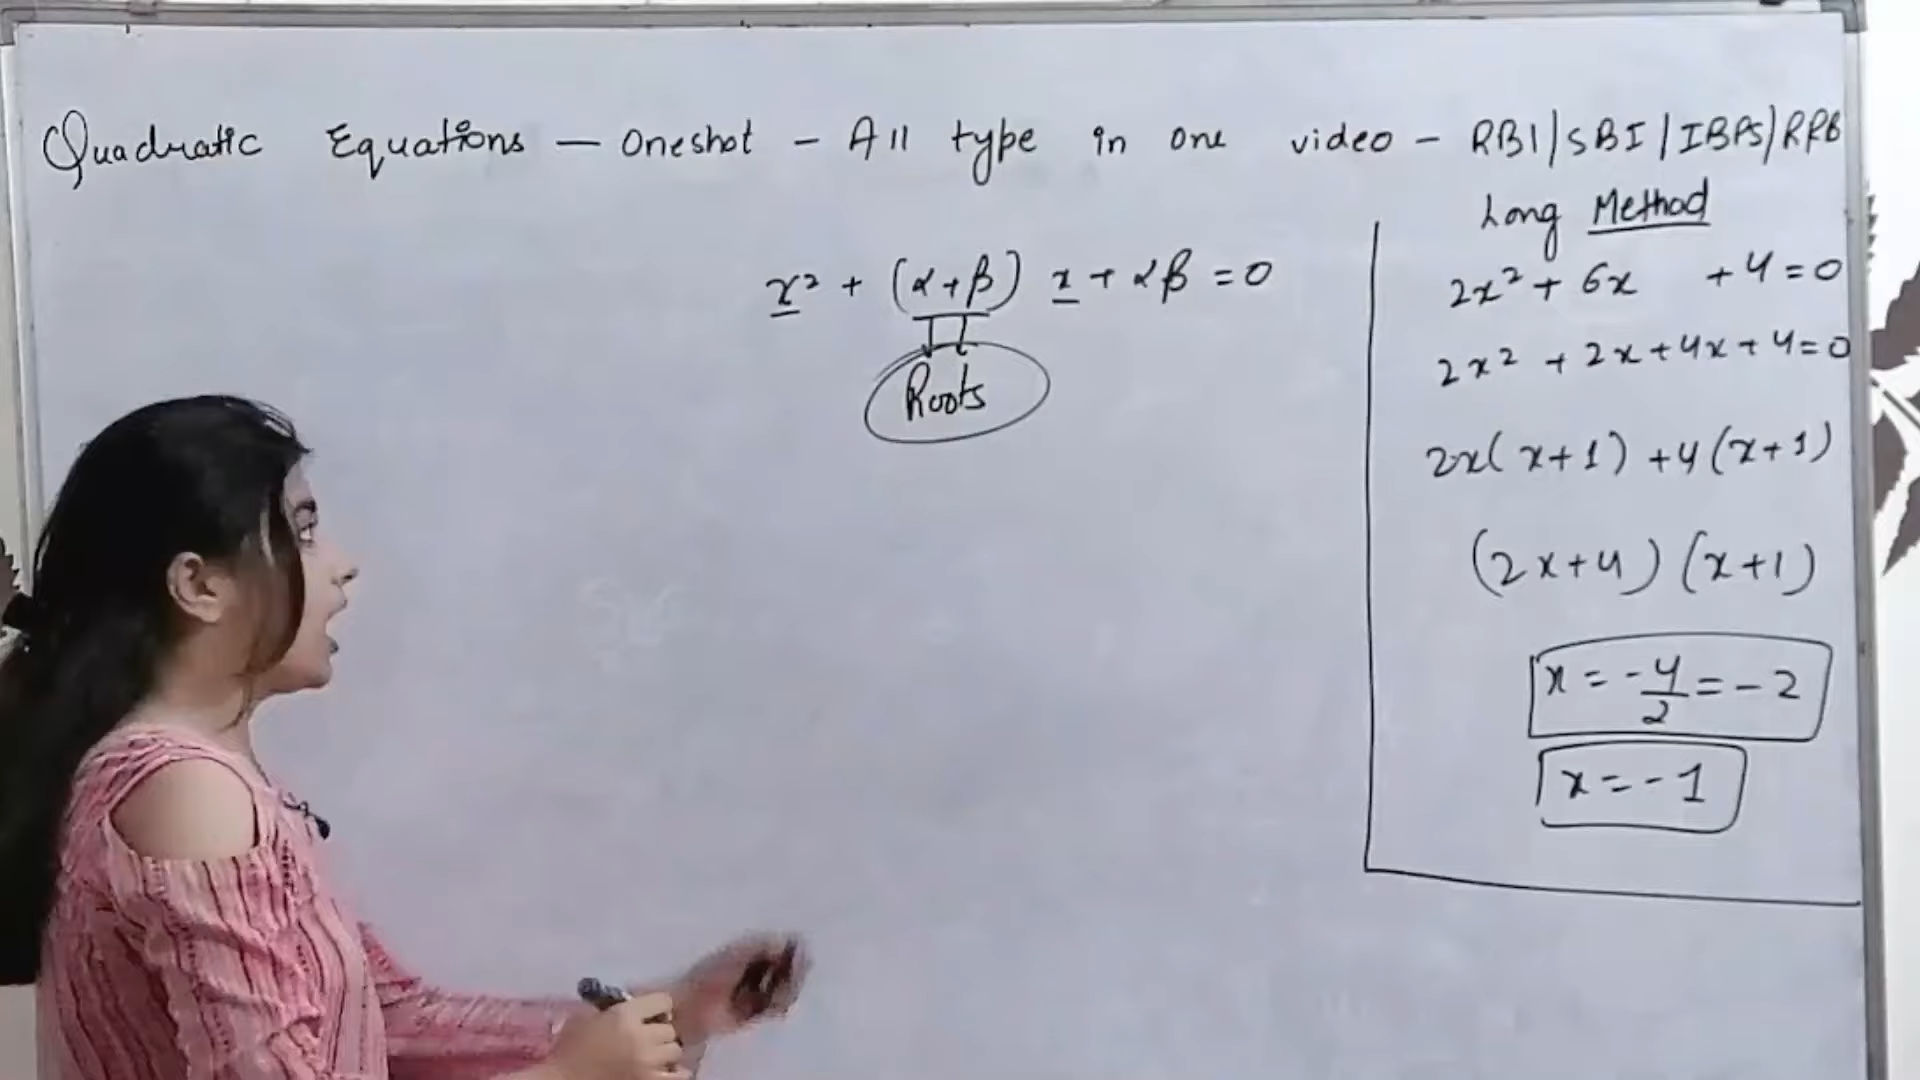 Quadratic Equations — Oneshot - All type in one video - RBI/SBI/IBPS/RRB
x² + (α+β) x + αβ = 0
Roots
Long Method
2x² + 6x + 4 = 0
2x² + 2x + 4x + 4 = 0
2x(x+1) + 4(x+1)
(2x+4) (x+1)
x = -4/2 = -2
x = -1